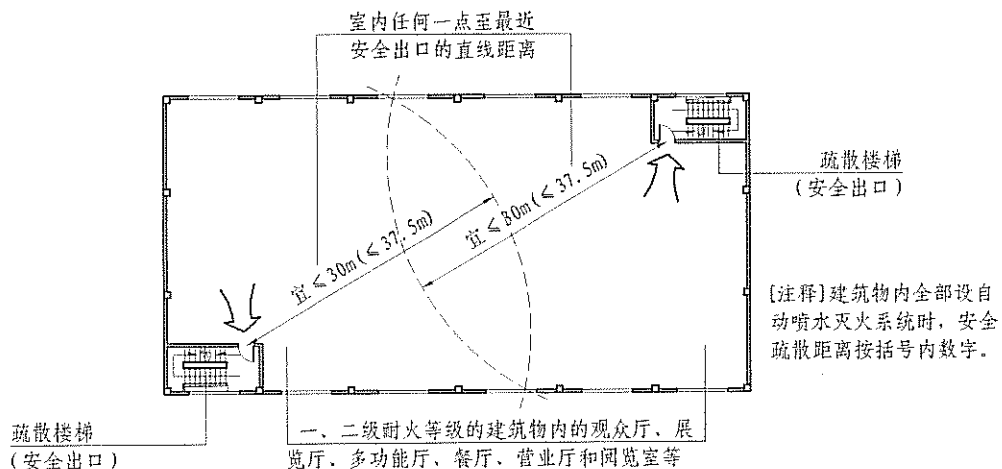 室内任何一点至最近
安全出口的直线距离
疏散楼梯
(安全出口)
宜≤30m(≤37.5m)
宜≤30m(≤37.5m)
[注释]建筑物内全部设自
动喷水灭火系统时,安全
疏散距离按括号内数字。
疏散楼梯
(安全出口)
一、二级耐火等级的建筑物内的观众厅、展
览厅、多功能厅、餐厅、营业厅和阅览室等